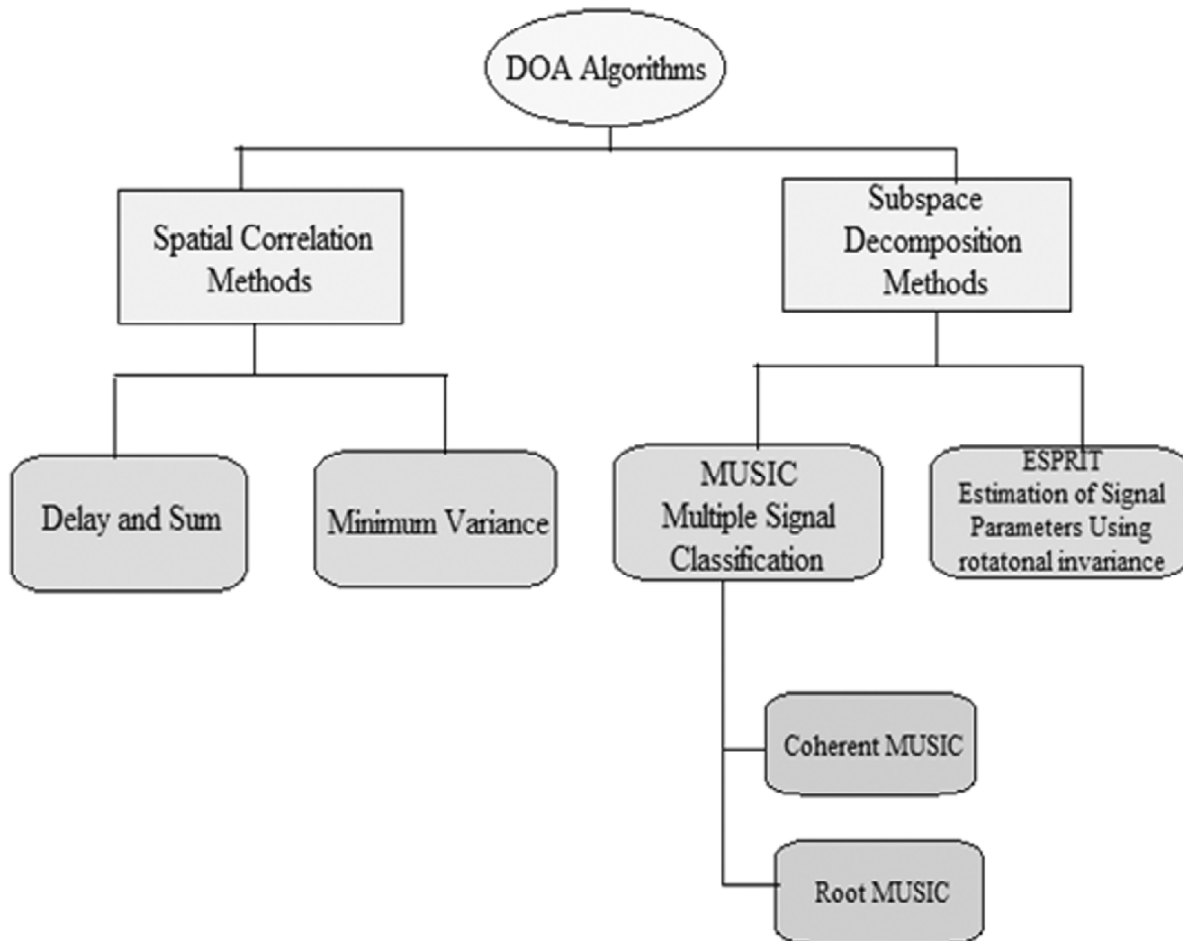 DOA Algorithms
Spatial Correlation
Methods
Subspace
Decomposition
Methods
Delay and Sum
Minimum Variance
MUSIC
Multiple Signal
Classification
ESPRIT
Estimation of Signal
Parameters Using
rotatonal invariance
Coherent MUSIC
Root MUSIC